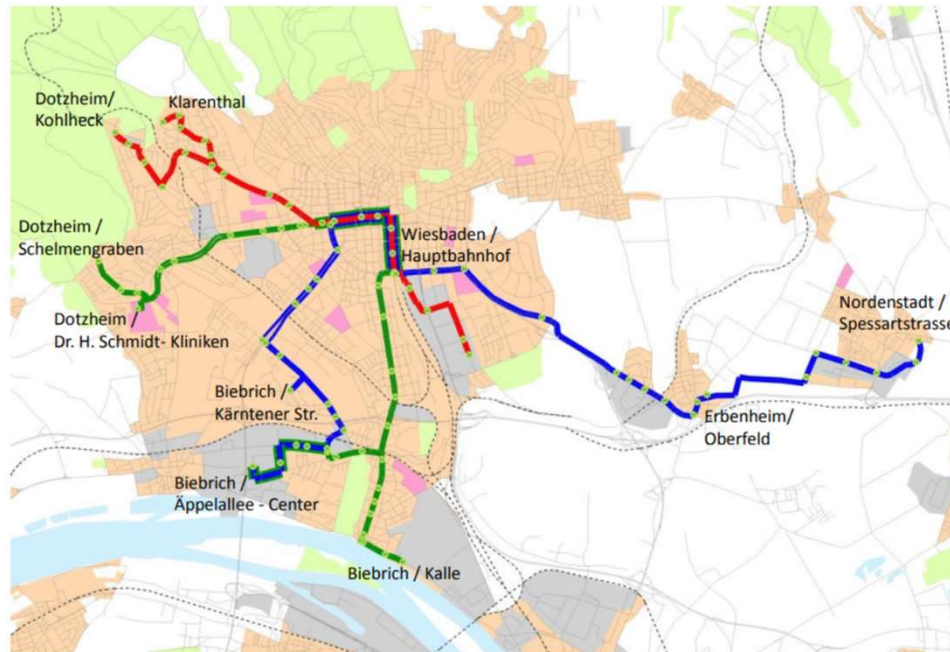 Dotzheim/
Kohlheck
Klarenthal
Dotzheim /
Schelmengraben
Wiesbaden /
Hauptbahnhof
Nordenstadt /
Spessartstrasse
Dotzheim /
Dr. H. Schmidt- Kliniken
Biebrich /
Kärntener Str.
Erbenheim/
Oberfeld
Biebrich /
Äppelallee - Center
Biebrich / Kalle